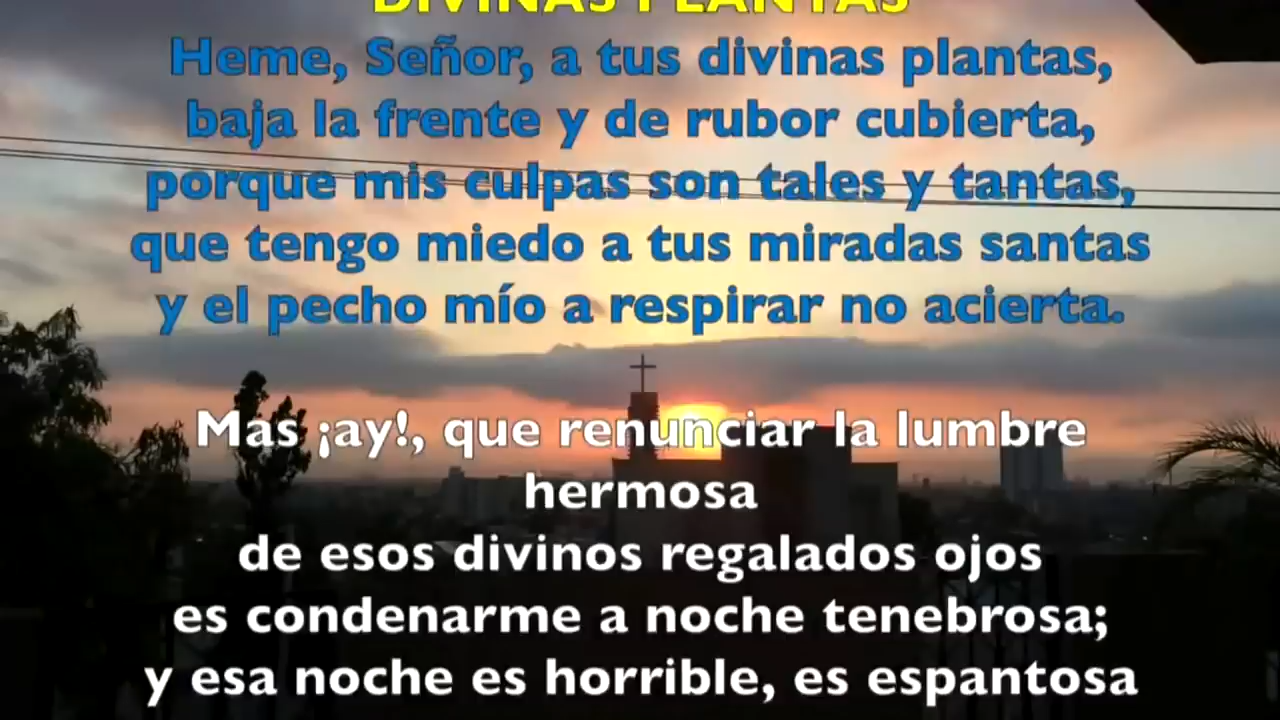 DIVINAS PLANTAS
Heme, Señor, a tus divinas plantas,
baja la frente y de rubor cubierta,
porque mis culpas son tales y tantas,
que tengo miedo a tus miradas santas
y el pecho mío a respirar no acierta.
Mas ¡ay!, que renunciar la lumbre
hermosa
de esos divinos regalados ojos
es condenarme a noche tenebrosa;
y esa noche es horrible, es espantosa